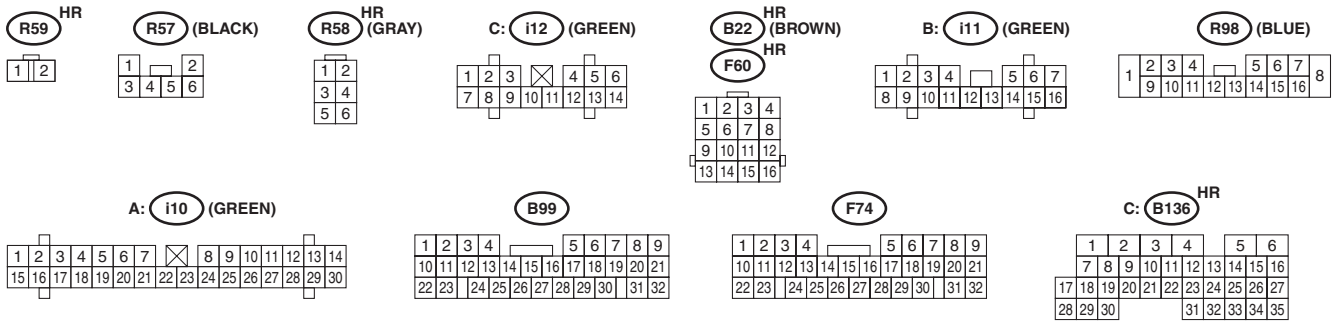 HR
R59
1 2
R57 (BLACK)
1 2
3 4 5 6
HR
R58 (GRAY)
1 2
3 4
5 6
C: i12 (GREEN)
1 2 3 4 5 6
7 8 9 10 11 12 13 14
HR
B22 (BROWN)
HR
F60
1 2 3 4
5 6 7 8
9 10 11 12
13 14 15 16
B: i11 (GREEN)
1 2 3 4 5 6 7
8 9 10 11 12 13 14 15 16
R98 (BLUE)
1 2 3 4 5 6 7 8
9 10 11 12 13 14 15 16
A: i10 (GREEN)
1 2 3 4 5 6 7 8 9 10 11 12 13 14
15 16 17 18 19 20 21 22 23 24 25 26 27 28 29 30
B99
1 2 3 4 5 6 7 8 9
10 11 12 13 14 15 16 17 18 19 20 21
22 23 24 25 26 27 28 29 30 31 32
F74
1 2 3 4 5 6 7 8 9
10 11 12 13 14 15 16 17 18 19 20 21
22 23 24 25 26 27 28 29 30 31 32
HR
C: B136
1 2 3 4 5 6
7 8 9 10 11 12 13 14 15 16
17 18 19 20 21 22 23 24 25 26 27
28 29 30 31 32 33 34 35